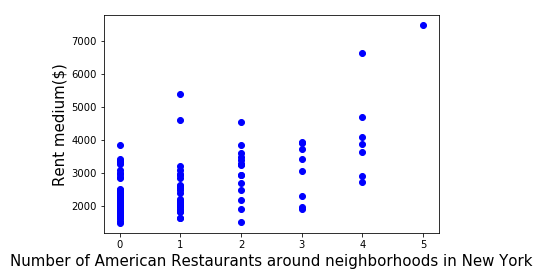 7000
6000
5000
4000
3000
2000
Rent medium($)
0 1 2 3 4 5
Number of American Restaurants around neighborhoods in New York